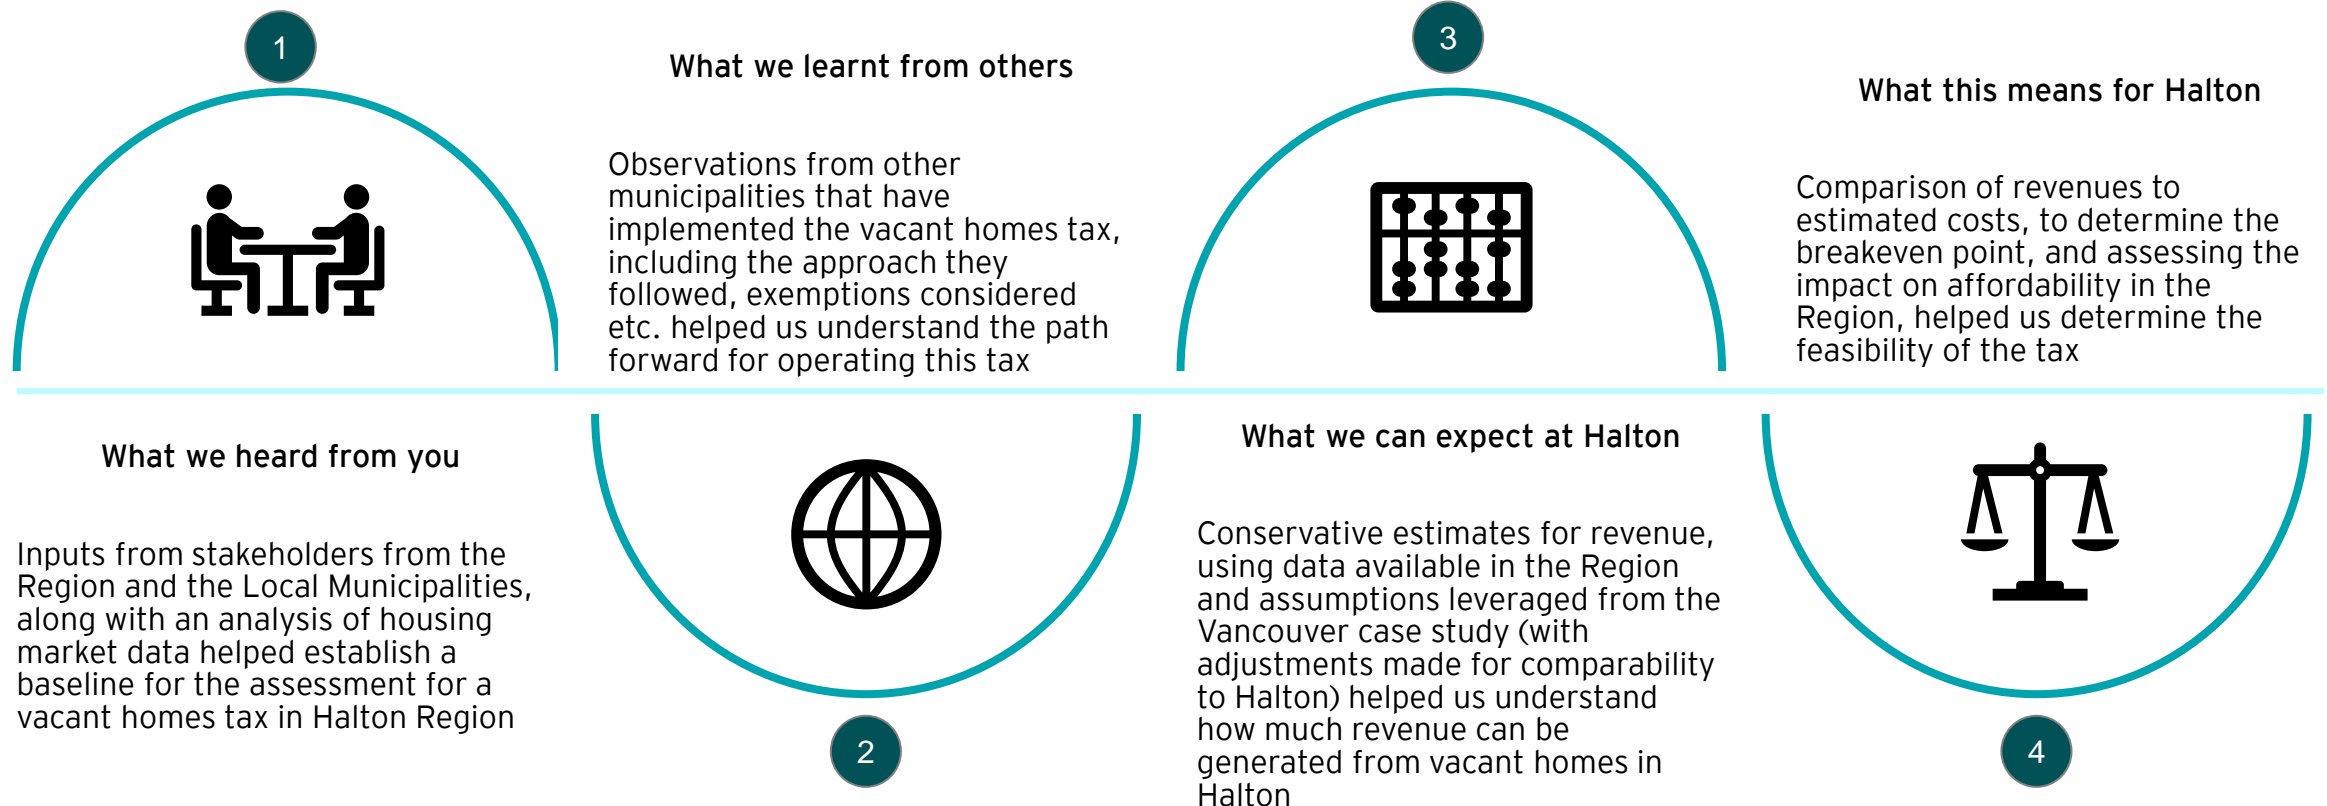 1
What we heard from you
Inputs from stakeholders from the
Region and the Local Municipalities,
along with an analysis of housing
market data helped establish a
baseline for the assessment for a
vacant homes tax in Halton Region
What we learnt from others
Observations from other
municipalities that have
implemented the vacant homes tax,
including the approach they
followed, exemptions considered
etc. helped us understand the path
forward for operating this tax
2
3
What we can expect at Halton
Conservative estimates for revenue,
using data available in the Region
and assumptions leveraged from the
Vancouver case study (with
adjustments made for comparability
to Halton) helped us understand
how much revenue can be
generated from vacant homes in
Halton
What this means for Halton
Comparison of revenues to
estimated costs, to determine the
breakeven point, and assessing the
impact on affordability in the
Region, helped us determine the
feasibility of the tax
4